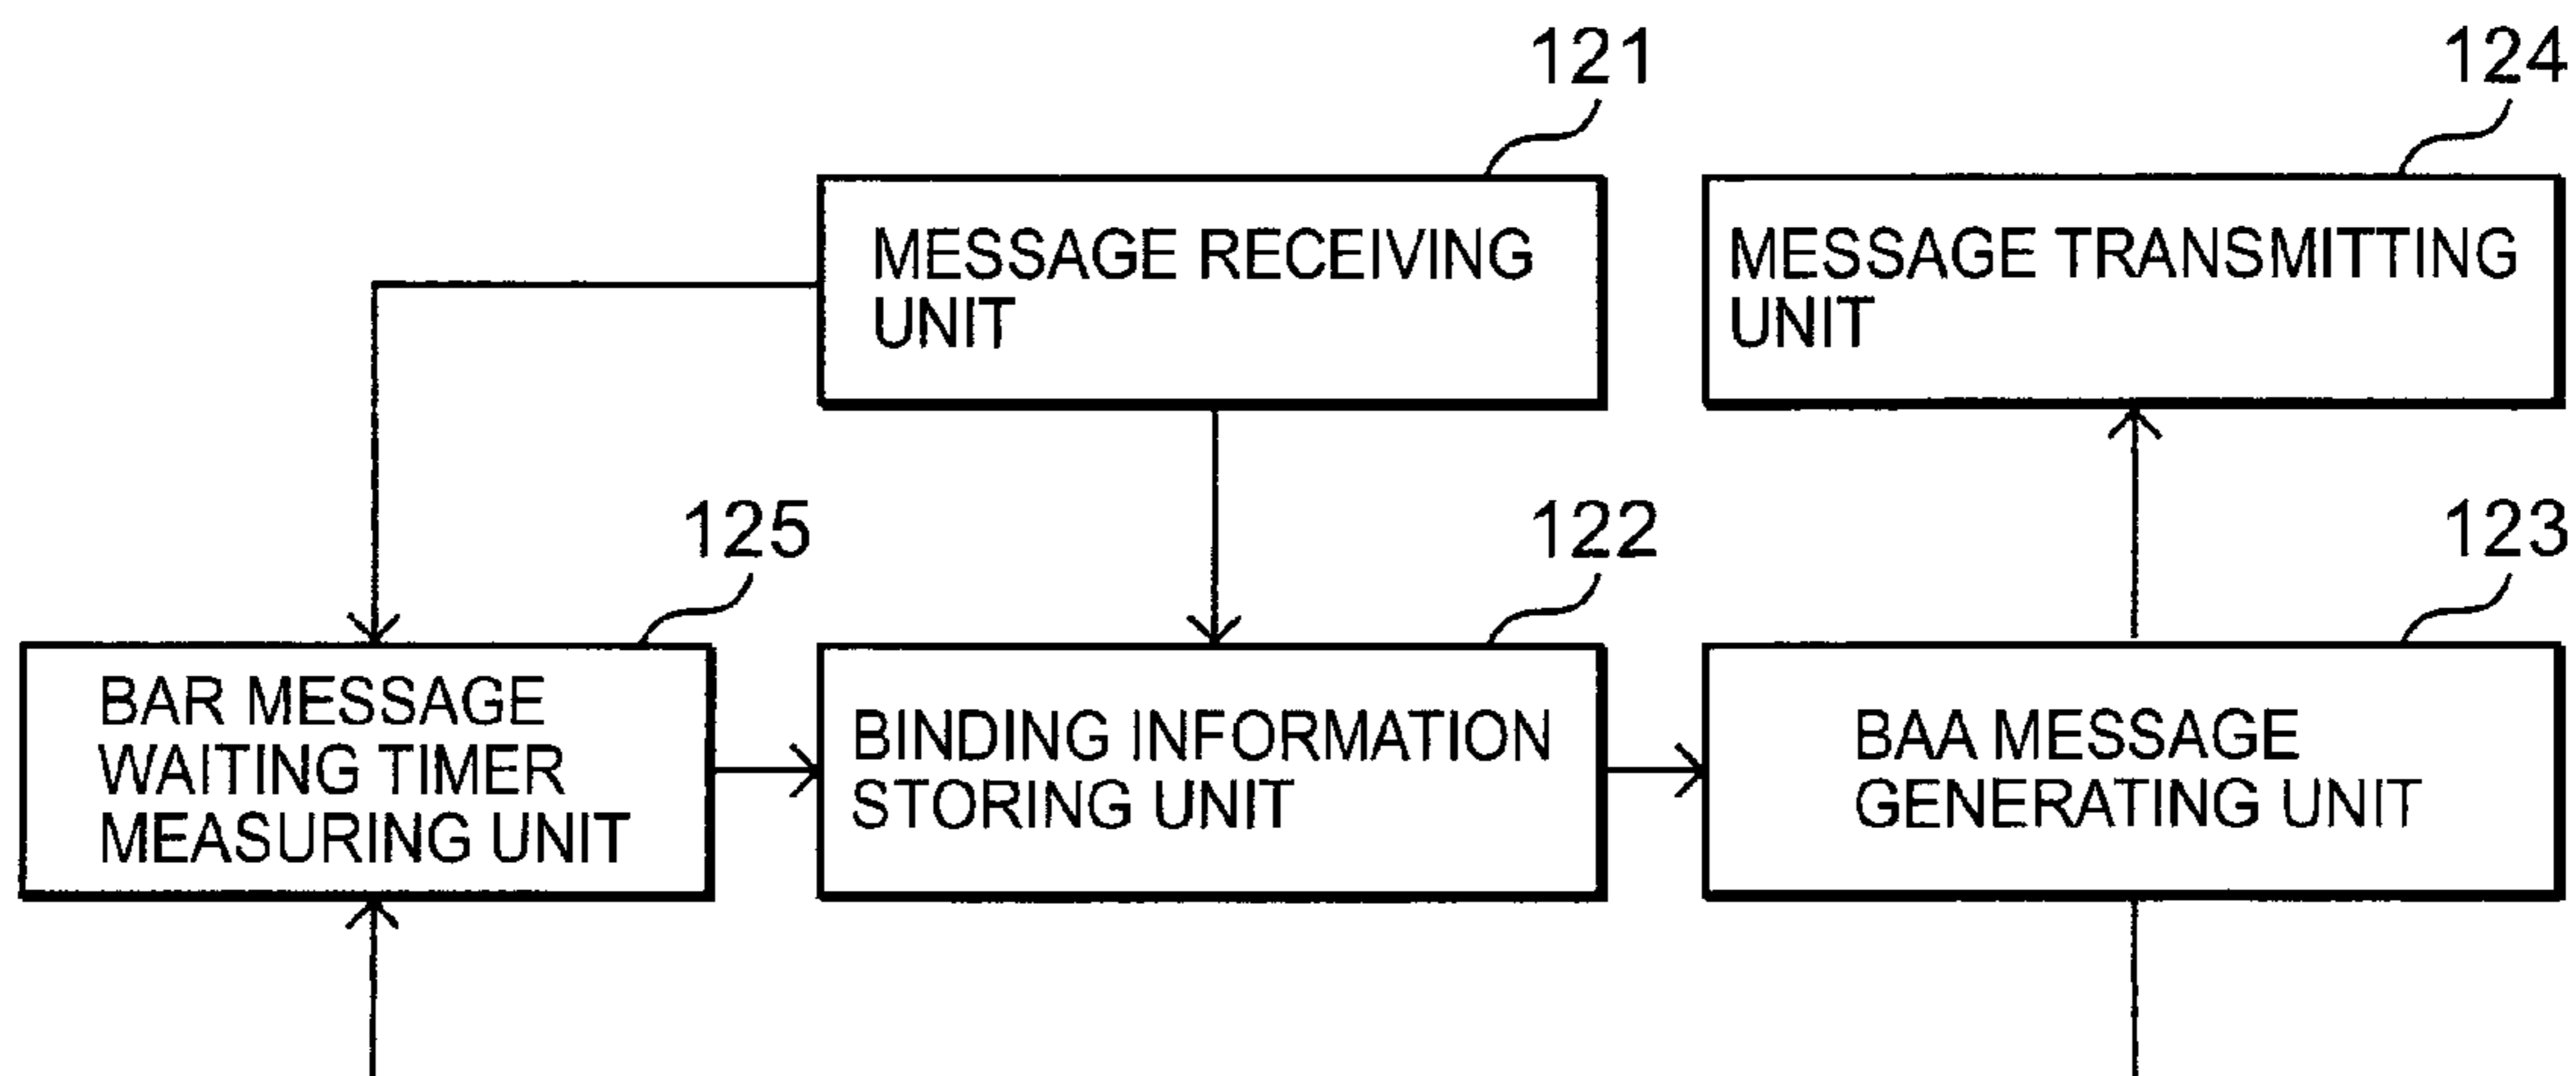 121
124
MESSAGE RECEIVING
UNIT
MESSAGE TRANSMITTING
UNIT
125
122
123
BAR MESSAGE
WAITING TIMER
MEASURING UNIT
BINDING INFORMATION
STORING UNIT
BAA MESSAGE
GENERATING UNIT